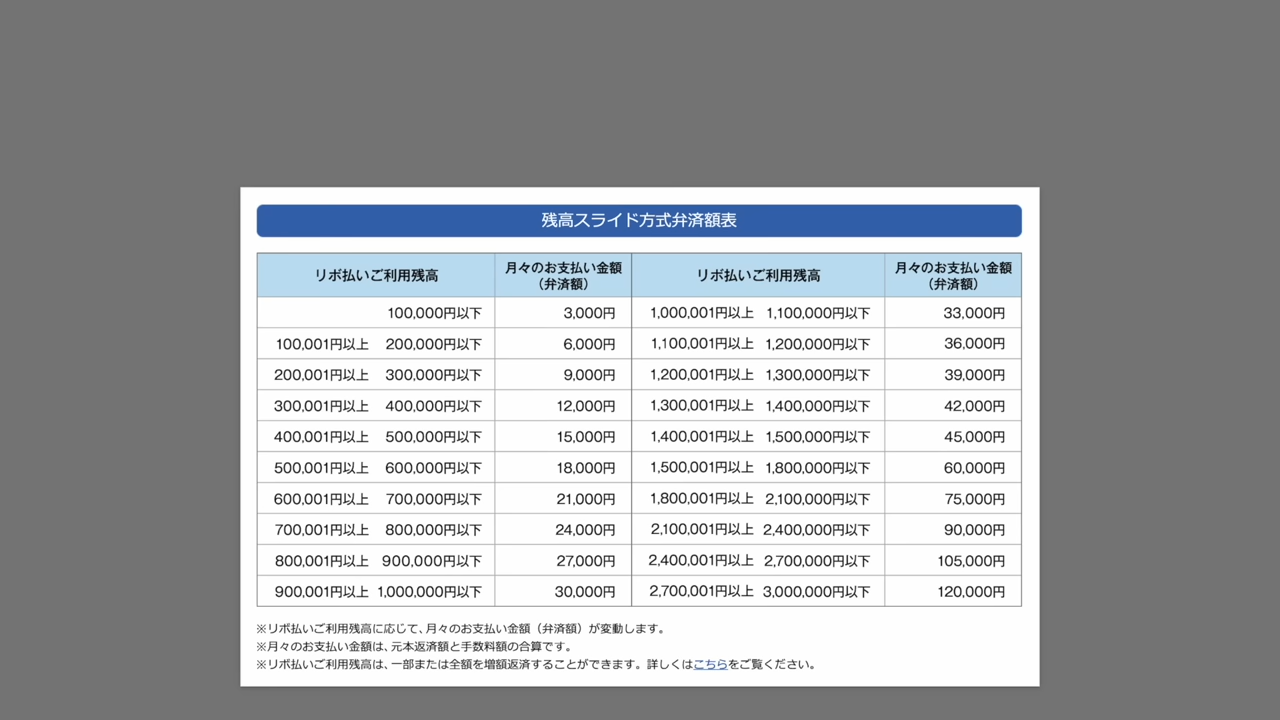 残高スライド方式弁済額表
リボ払いご利用残高 月々のお支払い金額 リボ払いご利用残高 月々のお支払い金額
（弁済額） （弁済額）
100,000円以下 3,000円 1,000,001円以上 1,100,000円以下 33,000円
100,001円以上 200,000円以下 6,000円 1,100,001円以上 1,200,000円以下 36,000円
200,001円以上 300,000円以下 9,000円 1,200,001円以上 1,300,000円以下 39,000円
300,001円以上 400,000円以下 12,000円 1,300,001円以上 1,400,000円以下 42,000円
400,001円以上 500,000円以下 15,000円 1,400,001円以上 1,500,000円以下 45,000円
500,001円以上 600,000円以下 18,000円 1,500,001円以上 1,800,000円以下 60,000円
600,001円以上 700,000円以下 21,000円 1,800,001円以上 2,100,000円以下 75,000円
700,001円以上 800,000円以下 24,000円 2,100,001円以上 2,400,000円以下 90,000円
800,001円以上 900,000円以下 27,000円 2,400,001円以上 2,700,000円以下 105,000円
900,001円以上 1,000,000円以下 30,000円 2,700,001円以上 3,000,000円以下 120,000円
※リボ払いご利用残高に応じて、月々のお支払い金額（弁済額）が変動します。
※月々のお支払い金額は、元本返済額と手数料額の合算です。
※リボ払いご利用残高は、一部または全額を増額返済することができます。詳しくはこちらをご覧ください。